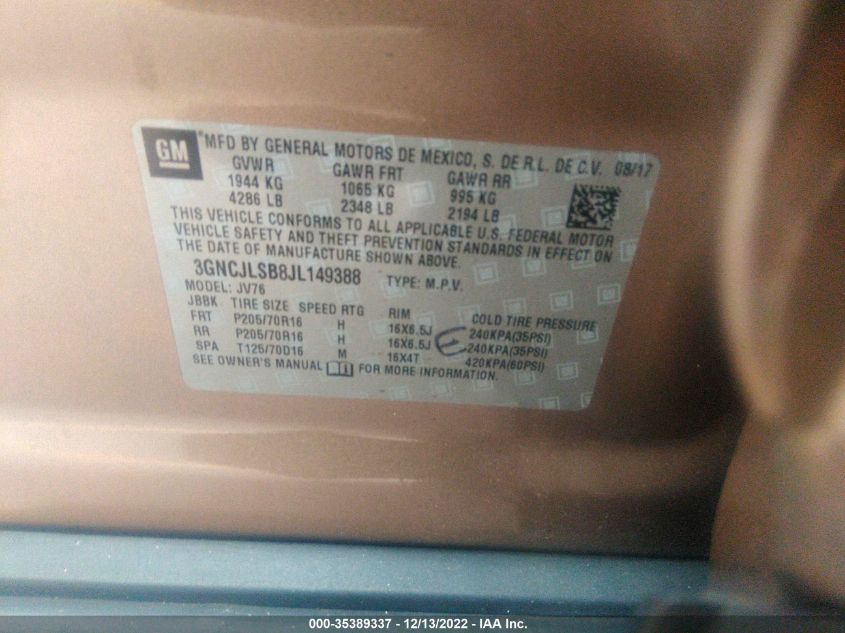 GM
®MFD BY GENERAL MOTORS DE MEXICO, S. DE R.L. DE C.V. 08/17
GVWR GAWR FRT GAWR RR
1944 KG 1065 KG 995 KG
4286 LB 2348 LB 2194 LB
THIS VEHICLE CONFORMS TO ALL APPLICABLE U.S. FEDERAL MOTOR
VEHICLE SAFETY AND THEFT PREVENTION STANDARDS IN EFFECT ON
THE DATE OF MANUFACTURE SHOWN ABOVE.
3GNCJLSB8JL149388 TYPE: M.P.V.
MODEL: JV76
JBBK TIRE SIZE SPEED RTG RIM COLD TIRE PRESSURE
FRT P205/70R16 H 16X6.5J 240KPA(35PSI)
RR P205/70R16 H 16X6.5J 240KPA(35PSI)
SPA T125/70D16 M 16X4T 420KPA(60PSI)
SEE OWNER'S MANUAL FOR MORE INFORMATION.
000-35389337 - 12/13/2022 - IAA Inc.